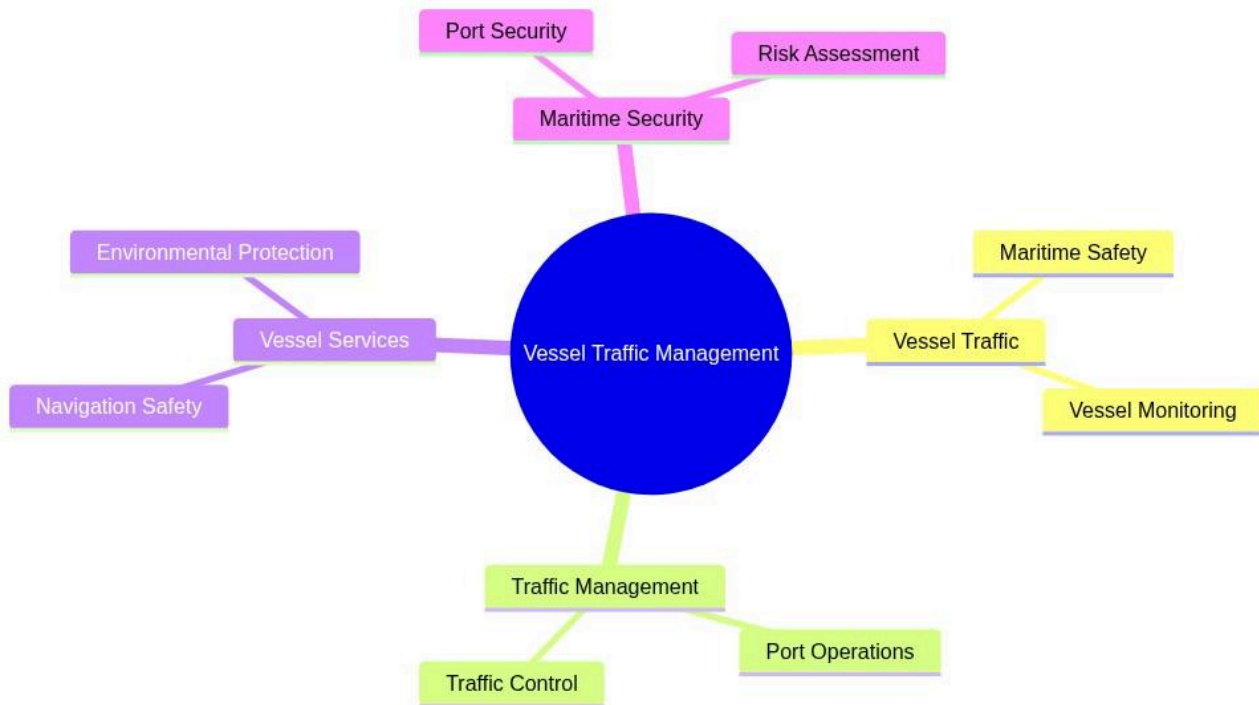 Port Security
Risk Assessment
Maritime Security
Environmental Protection
Maritime Safety
Vessel Services
Vessel Traffic Management
Vessel Traffic
Navigation Safety
Vessel Monitoring
Traffic Management
Port Operations
Traffic Control